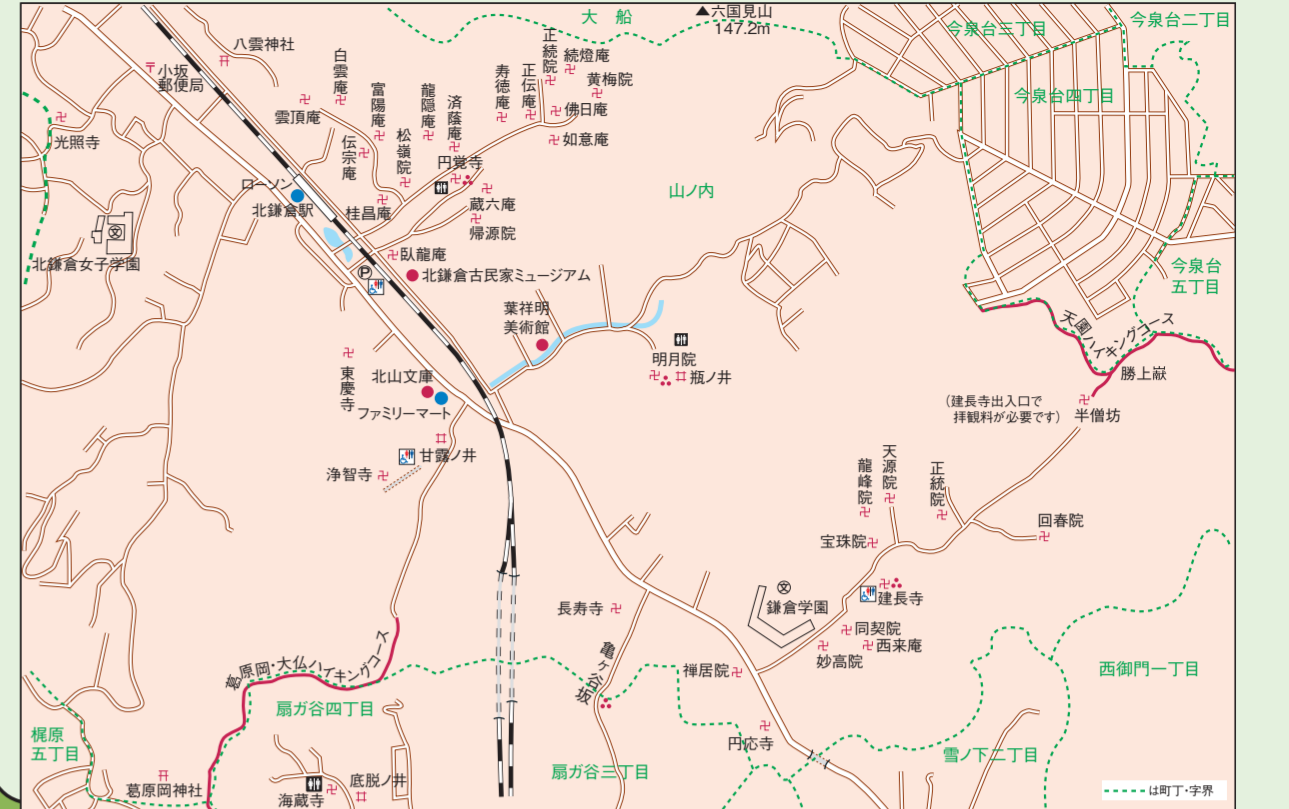 大船
▲六国見山
147.2m
今泉台三丁目
今泉台二丁目
今泉台四丁目
今泉台
五丁目
八雲神社
〒小坂
郵便局
光照寺
白雲庵
雲頂庵
富陽庵
伝宗庵
龍隠庵
松嶺院
済蔭庵
寿徳庵
正伝庵
正続院
続燈庵
黄梅院
佛日庵
如意庵
円覚寺
蔵六庵
帰源院
桂昌庵
ローソン
北鎌倉駅
北鎌倉女子学園
文
臥龍庵
P
北鎌倉古民家ミュージアム
山ノ内
葉祥明
美術館
明月院
瓶ノ井
東慶寺
北山文庫
ファミリーマート
甘露ノ井
浄智寺
天園ハイキングコース
勝上嶽
半僧坊
(建長寺出入口で
拝観料が必要です)
龍峰院
天源院
正統院
回春院
宝珠院
建長寺
文
鎌倉学園
同契院
西来庵
妙高院
長寿寺
亀ヶ谷坂
禅居院
円応寺
葛原岡・大仏ハイキングコース
扇ガ谷四丁目
扇ガ谷三丁目
西御門一丁目
雪ノ下二丁目
梶原
五丁目
葛原岡神社
海蔵寺
底脱ノ井
は町丁・字界